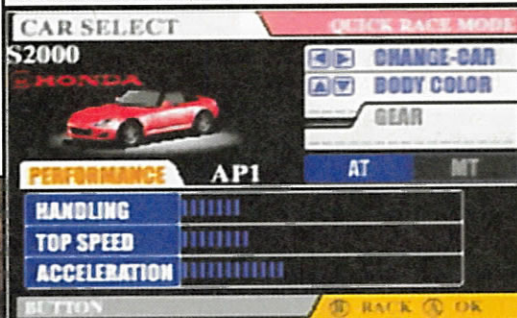 CAR SELECT
QUICK RACE MODE
S2000
HONDA
CHANGE-CAR
BODY COLOR
GEAR
AT MT
PERFORMANCE AP1
HANDLING
TOP SPEED
ACCELERATION
BUTTON
B BACK A OK